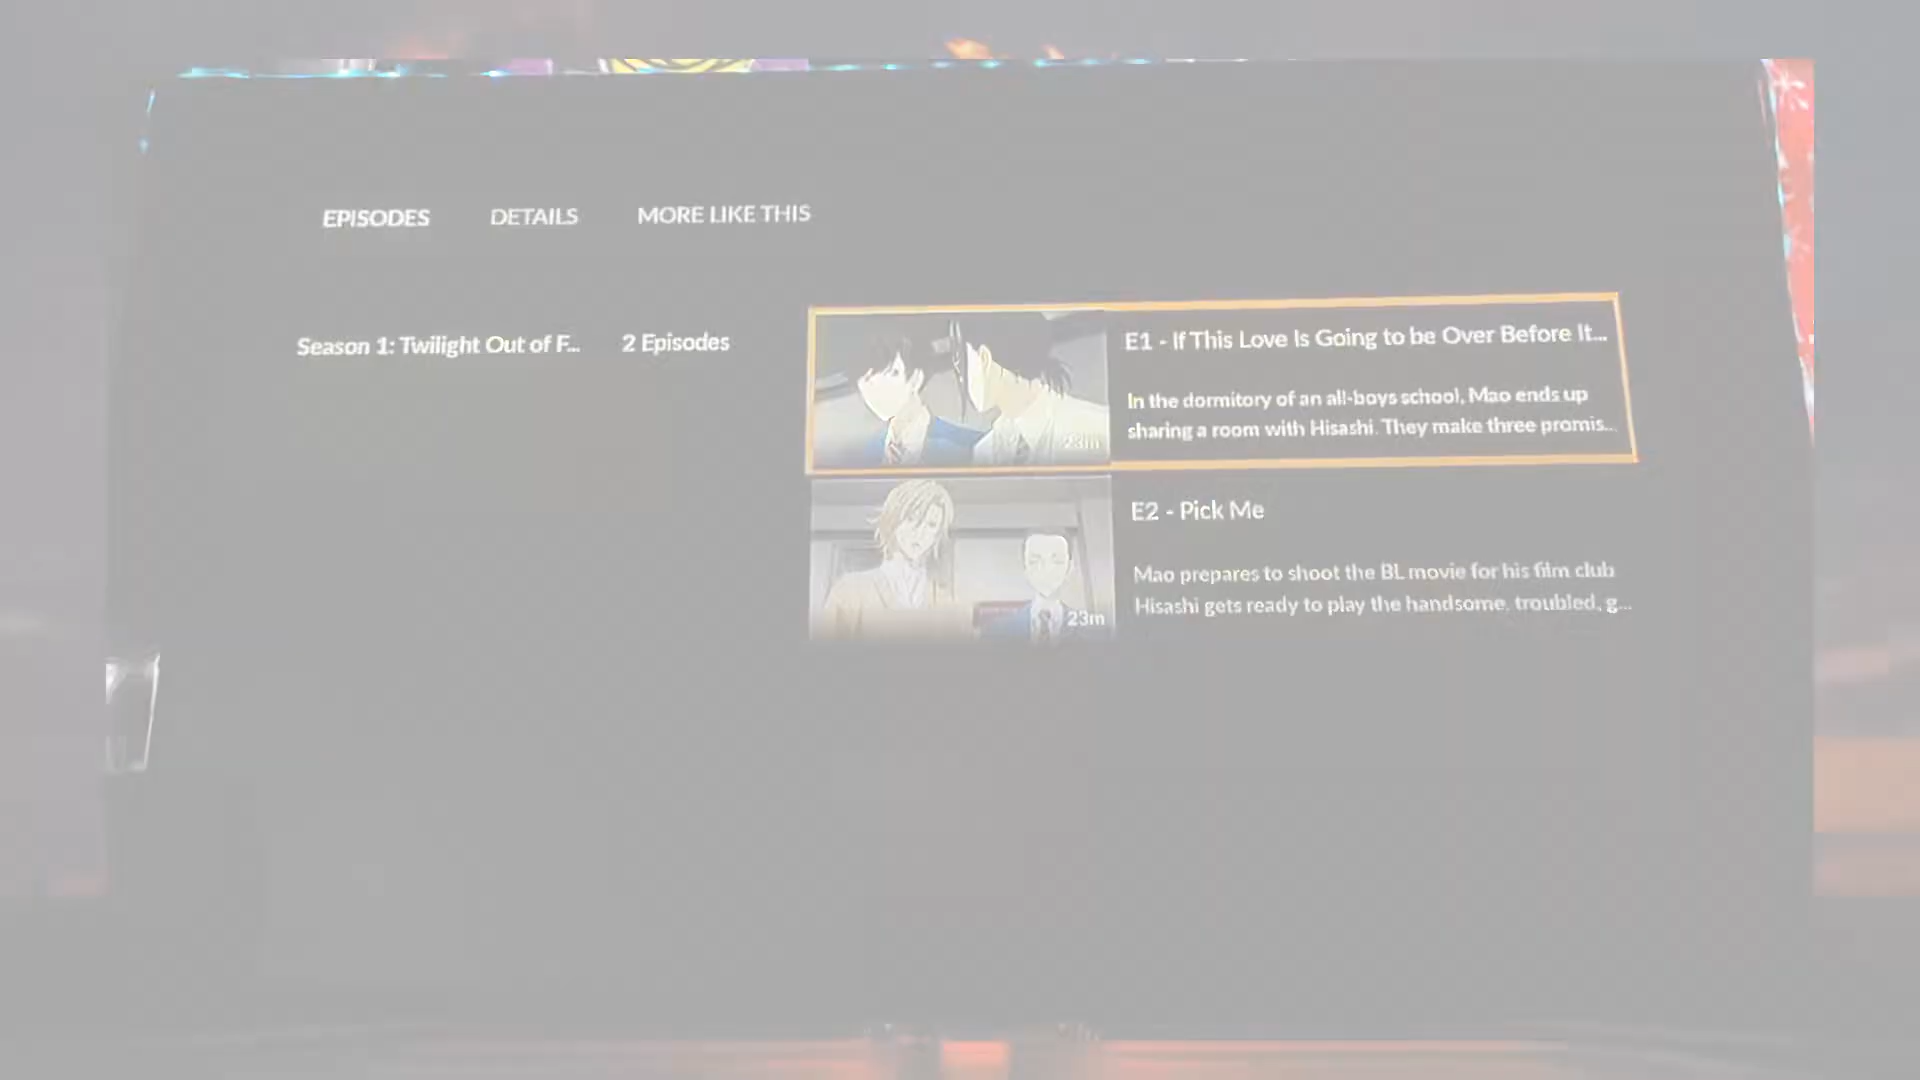 EPISODES DETAILS MORE LIKE THIS
Season 1: Twilight Out of F... 2 Episodes
E1 - If This Love Is Going to be Over Before It...
In the dormitory of an all-boys school, Mao ends up
sharing a room with Hisashi. They make three promis...
23m
E2 - Pick Me
Mao prepares to shoot the BL movie for his film club
Hisashi gets ready to play the handsome, troubled, g...
23m